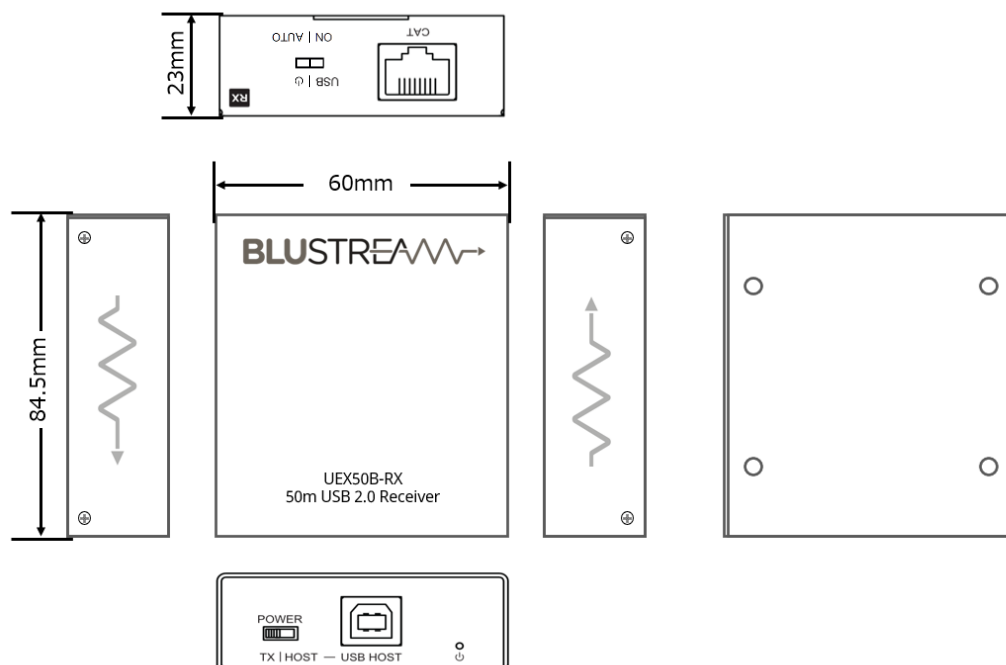 CAT
ON | AUTO
USB | ⏻
RX
23mm
60mm
84.5mm
BLUSTREAM
UEX50B-RX
50m USB 2.0 Receiver
POWER
TX | HOST — USB HOST
⏻